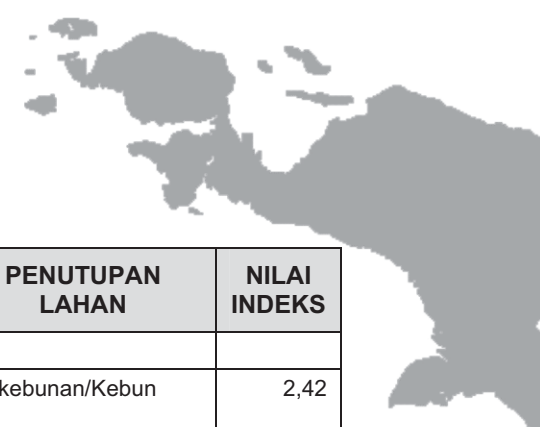 PENUTUPAN
LAHAN
NILAI
INDEKS
kebunan/Kebun
2,42